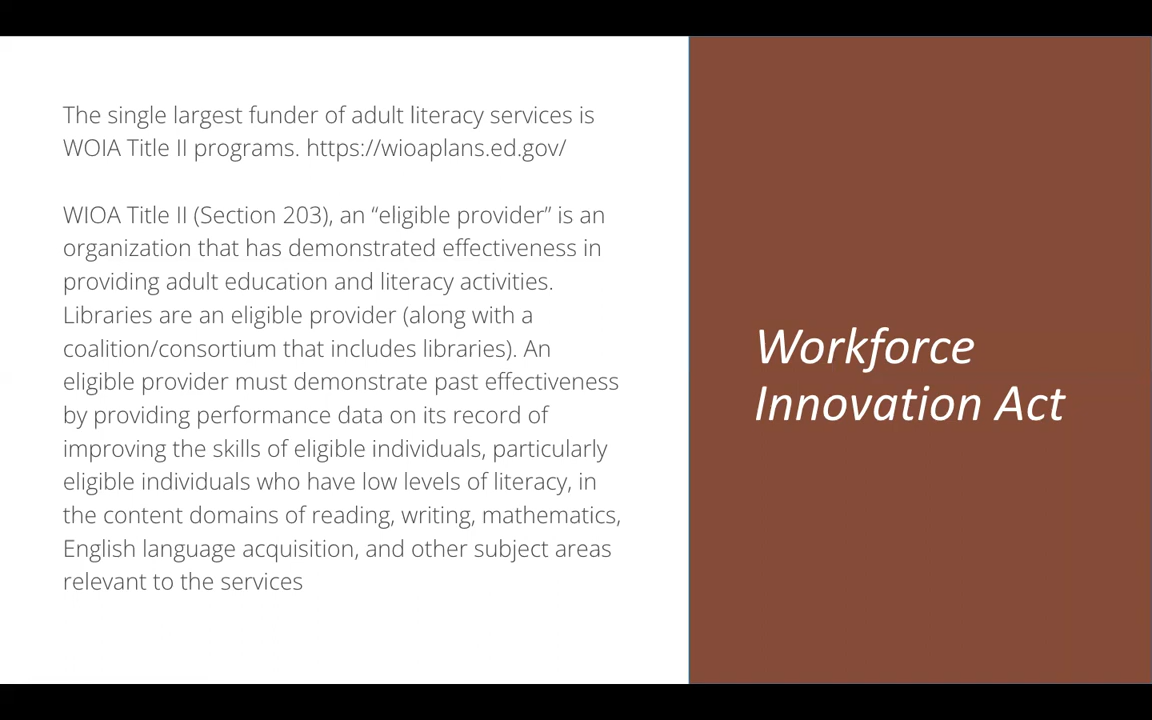 The single largest funder of adult literacy services is
WOIA Title II programs. https://wioaplans.ed.gov/
WIOA Title II (Section 203), an “eligible provider” is an
organization that has demonstrated effectiveness in
providing adult education and literacy activities.
Libraries are an eligible provider (along with a
coalition/consortium that includes libraries). An
eligible provider must demonstrate past effectiveness
by providing performance data on its record of
improving the skills of eligible individuals, particularly
eligible individuals who have low levels of literacy, in
the content domains of reading, writing, mathematics,
English language acquisition, and other subject areas
relevant to the services
Workforce
Innovation Act